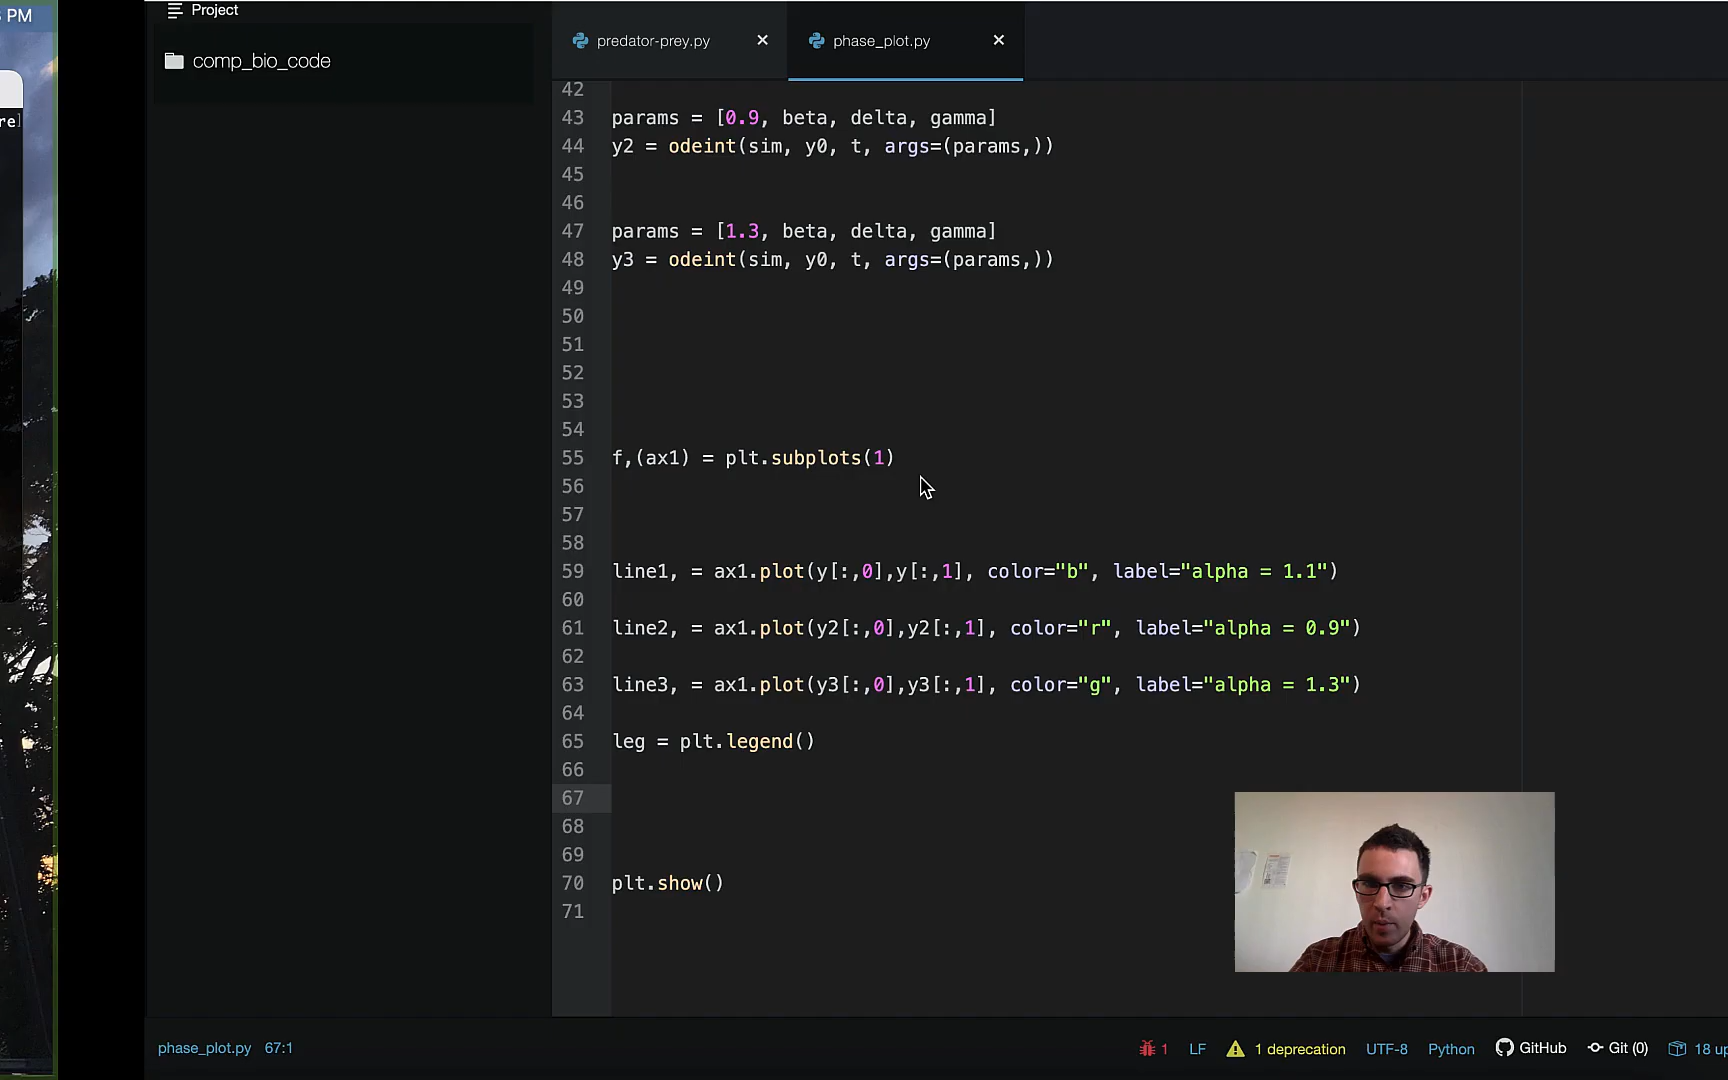 PM
Project
predator-prey.py
phase_plot.py
comp_bio_code
42
43 params = [0.9, beta, delta, gamma]
44 y2 = odeint(sim, y0, t, args=(params,))
45
46
47 params = [1.3, beta, delta, gamma]
48 y3 = odeint(sim, y0, t, args=(params,))
49
50
51
52
53
54
55 f,(ax1) = plt.subplots(1)
56
57
58
59 line1, = ax1.plot(y[:,0],y[:,1], color="b", label="alpha = 1.1")
60
61 line2, = ax1.plot(y2[:,0],y2[:,1], color="r", label="alpha = 0.9")
62
63 line3, = ax1.plot(y3[:,0],y3[:,1], color="g", label="alpha = 1.3")
64
65 leg = plt.legend()
66
67
68
69
70 plt.show()
71
phase_plot.py 67:1 1 LF 1 deprecation UTF-8 Python GitHub Git (0) 18 up